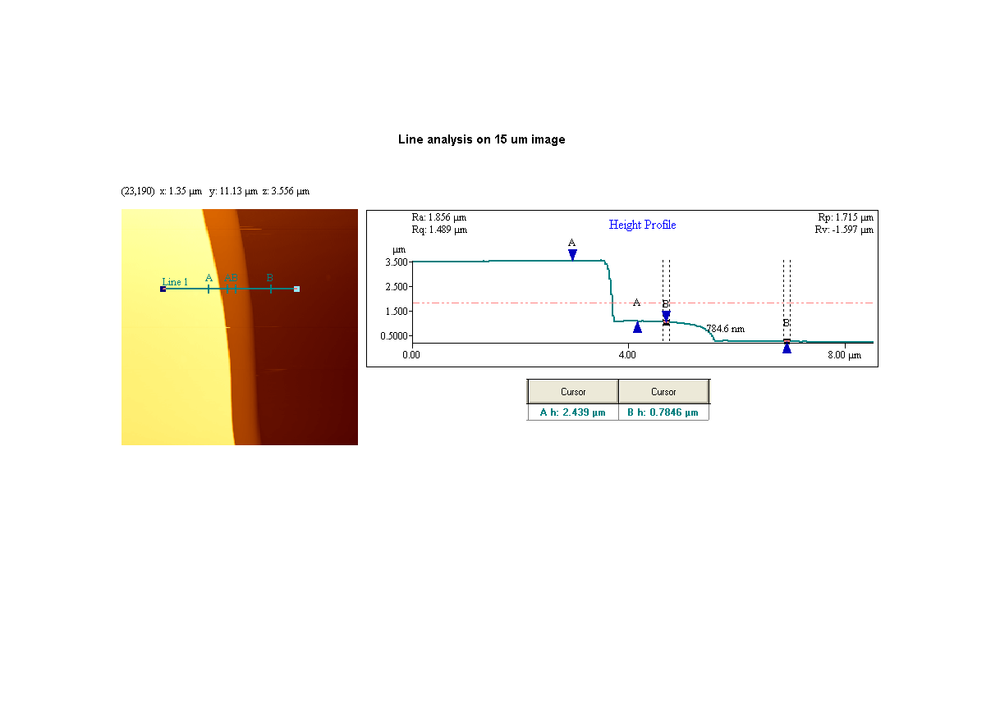 Line analysis on 15 um image
(23,190) x: 1.35 µm y: 11.13 µm z: 3.556 µm
Line 1
A
AB
B
Ra: 1.856 µm
Rq: 1.489 µm
Height Profile
Rp: 1.715 µm
Rv: -1.597 µm
µm
3.500
2.500
1.500
0.5000
A
A
B
B
784.6 nm
0.00
4.00
8.00 µm
Cursor Cursor
A h: 2.439 µm B h: 0.7846 µm